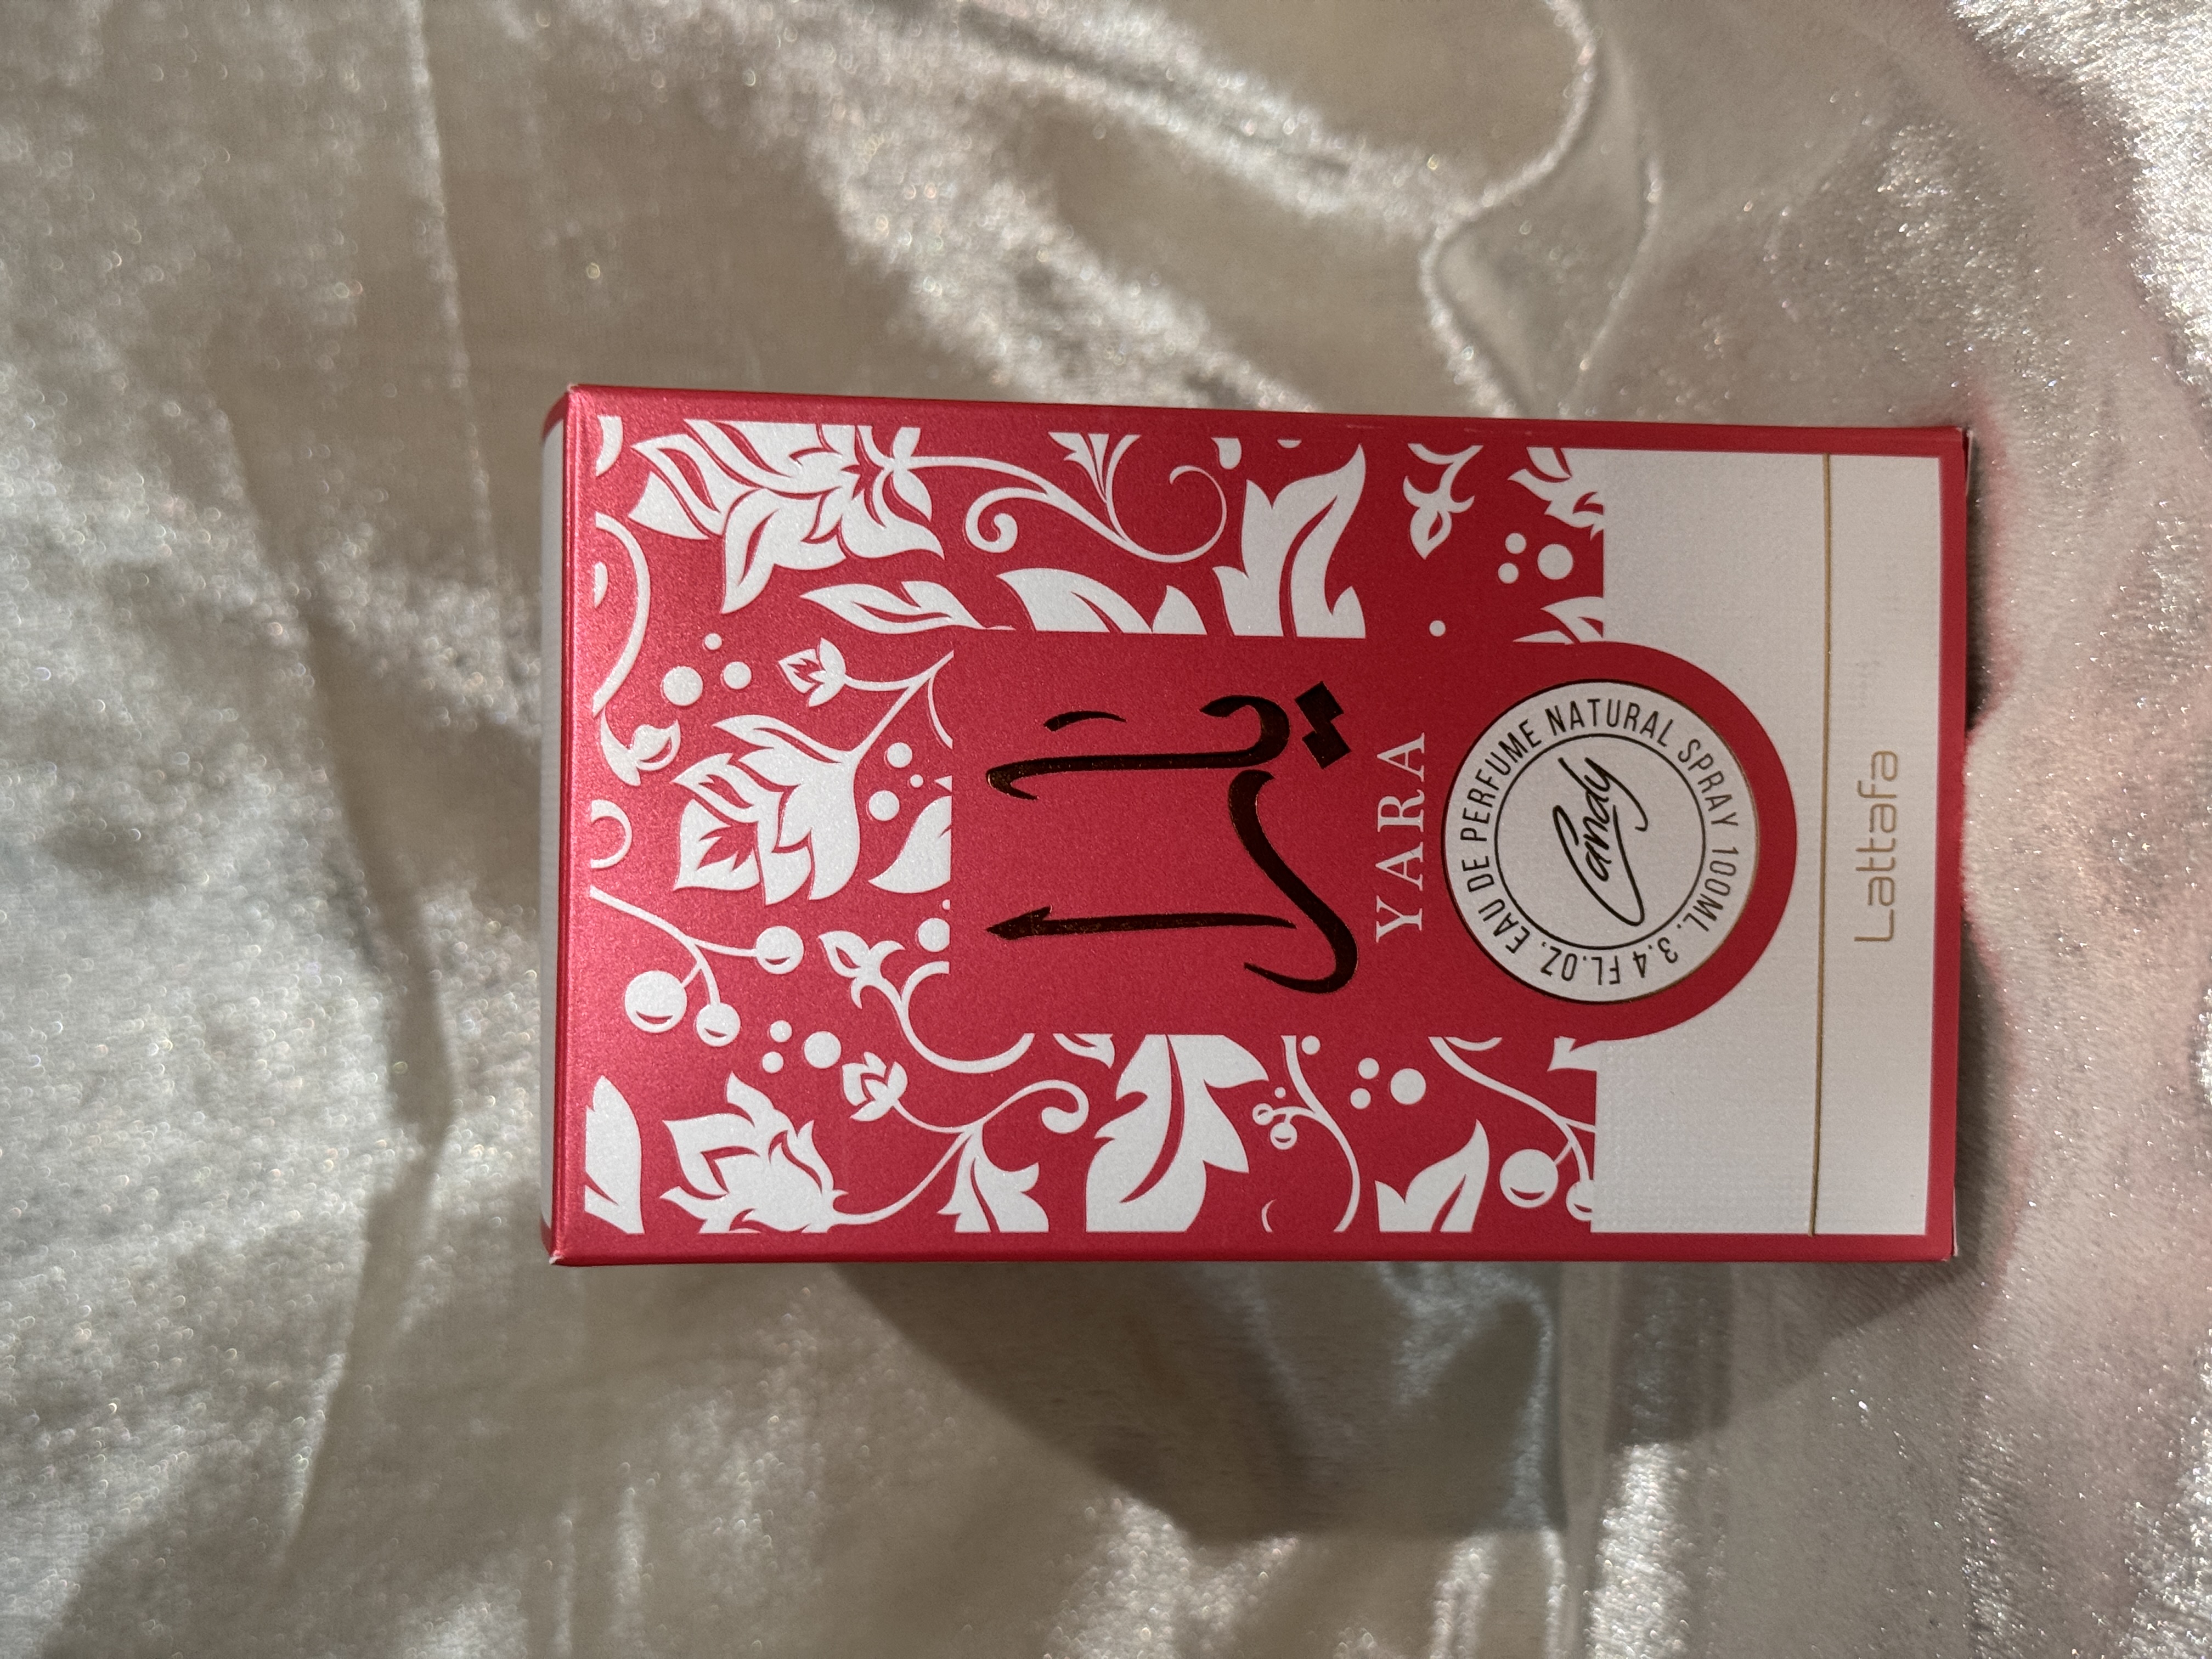 يارا
YARA
EAU DE PERFUME NATURAL SPRAY 100ML. 3.4 FL.OZ.
Candy
Lattafa